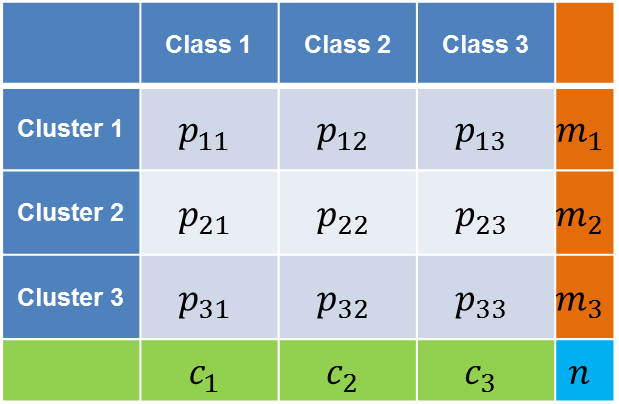 Class 1 Class 2 Class 3
Cluster 1 p₁₁ p₁₂ p₁₃ m₁
Cluster 2 p₂₁ p₂₂ p₂₃ m₂
Cluster 3 p₃₁ p₃₂ p₃₃ m₃
c₁ c₂ c₃ n